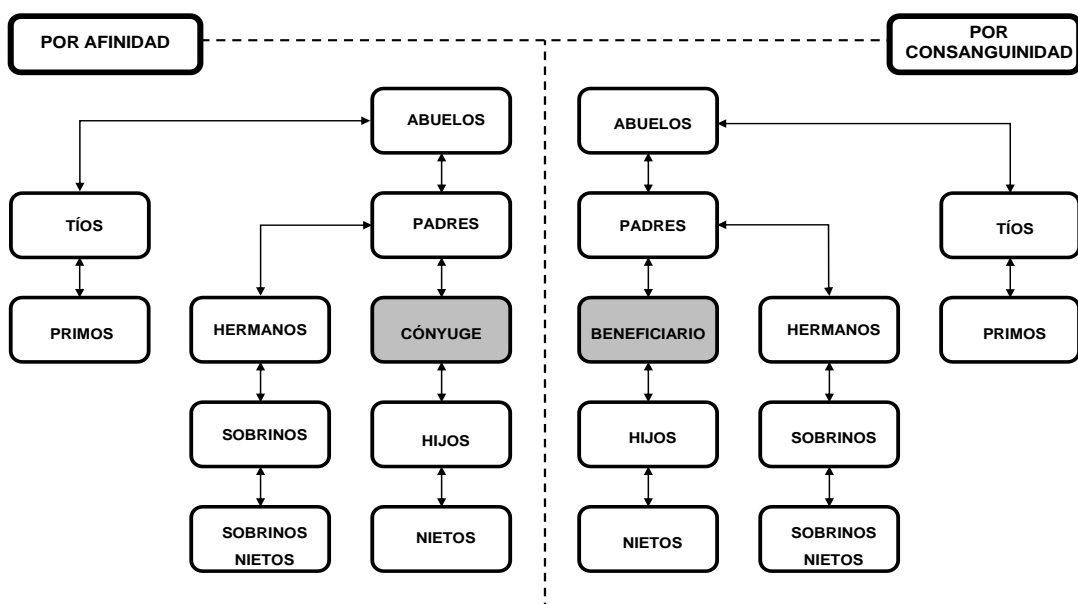 POR AFINIDAD
POR
CONSANGUINIDAD
ABUELOS
ABUELOS
TÍOS
PADRES
PADRES
TÍOS
PRIMOS
HERMANOS
CÓNYUGE
BENEFICIARIO
HERMANOS
PRIMOS
SOBRINOS
HIJOS
HIJOS
SOBRINOS
SOBRINOS
NIETOS
NIETOS
NIETOS
SOBRINOS
NIETOS